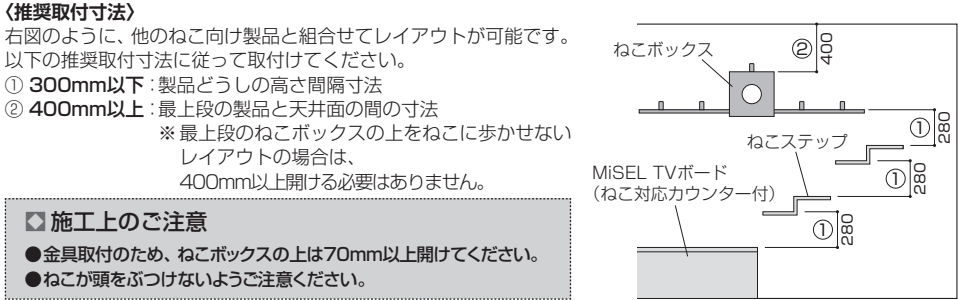 〈推奨取付寸法〉
右図のように、他のねこ向け製品と組合せてレイアウトが可能です。
以下の推奨取付寸法に従って取付けてください。
① 300mm以下：製品どうしの高さ間隔寸法
② 400mm以上：最上段の製品と天井面の間の寸法
※最上段のねこボックスの上をねこに歩かせない
レイアウトの場合は、
400mm以上開ける必要はありません。
施工上のご注意
●金具取付のため、ねこボックスの上は70mm以上開けてください。
●ねこが頭をぶつけないようご注意ください。
ねこボックス
② 400
① 280
ねこステップ
① 280
MiSEL TVボード
（ねこ対応カウンター付）
① 280